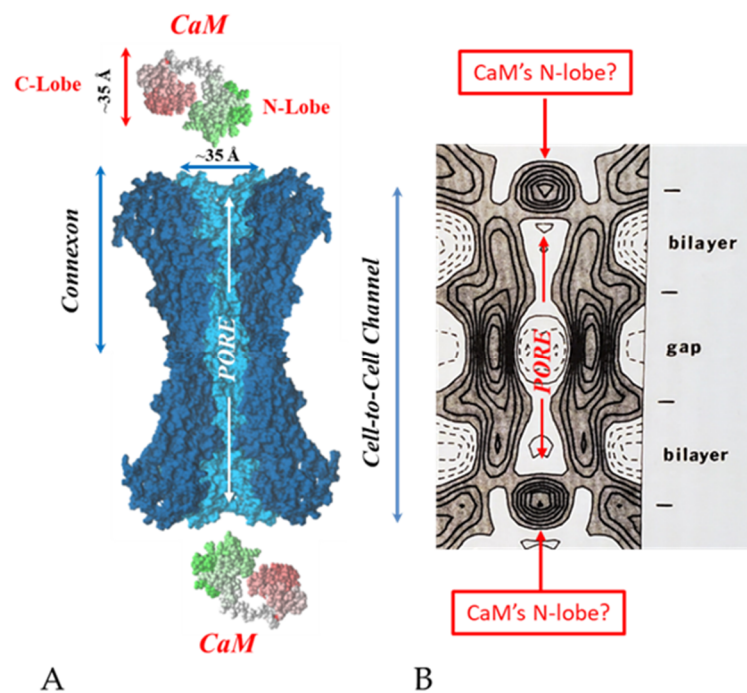 CaM
C-Lobe
~35 Å
N-Lobe
~35 Å
Connexon
PORE
Cell-to-Cell Channel
CaM
A
CaM's N-lobe?
bilayer
gap
PORE
bilayer
CaM's N-lobe?
B